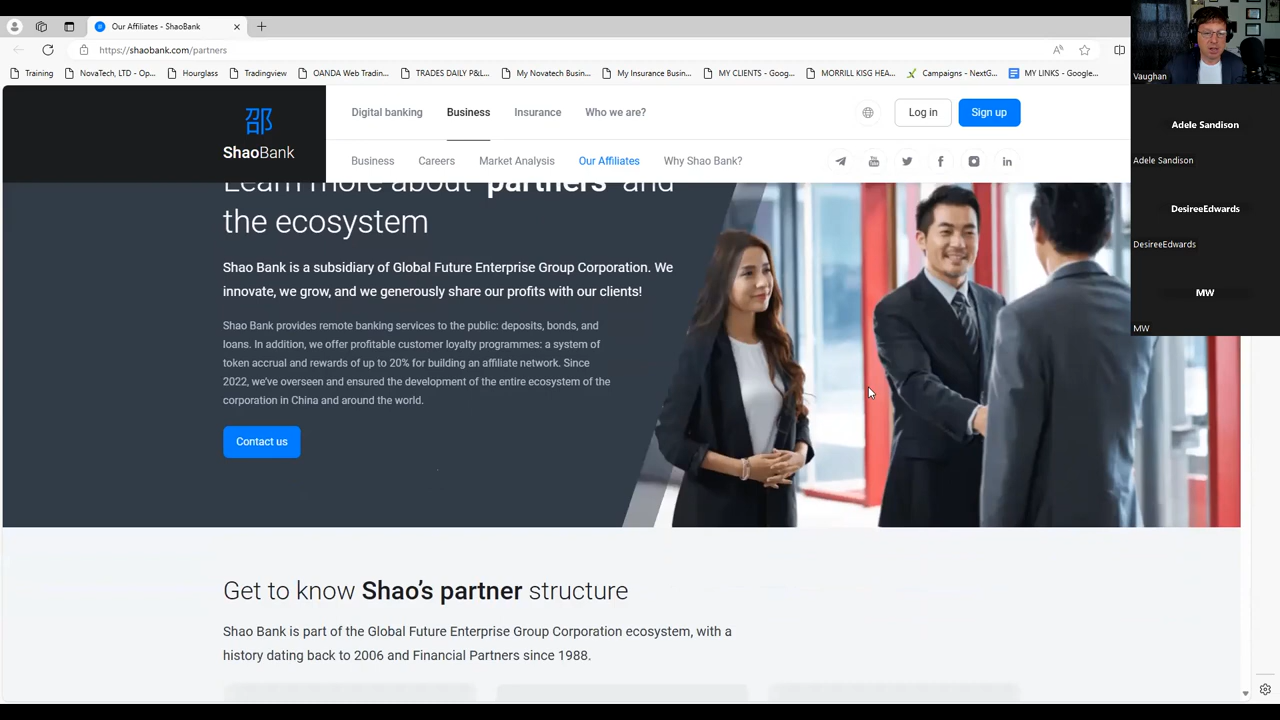 Our Affiliates - ShaoBank
https://shaobank.com/partners
Training
NovaTech, LTD - Op...
Hourglass
Tradingview
OANDA Web Tradin...
TRADES DAILY P&L...
My Novatech Busin...
My Insurance Busin...
MY CLIENTS - Goog...
MORRILL KISG HEA...
Campaigns - NextG...
MY LINKS - Google...
Vaughan
邵
ShaoBank
Digital banking
Business
Insurance
Who we are?
Log in
Sign up
Business
Careers
Market Analysis
Our Affiliates
Why Shao Bank?
Adele Sandison
Adele Sandison
DesireeEdwards
DesireeEdwards
MW
MW
Learn more about "partners" and
the ecosystem
Shao Bank is a subsidiary of Global Future Enterprise Group Corporation. We
innovate, we grow, and we generously share our profits with our clients!
Shao Bank provides remote banking services to the public: deposits, bonds, and
loans. In addition, we offer profitable customer loyalty programmes: a system of
token accrual and rewards of up to 20% for building an affiliate network. Since
2022, we've overseen and ensured the development of the entire ecosystem of the
corporation in China and around the world.
Contact us
Get to know Shao's partner structure
Shao Bank is part of the Global Future Enterprise Group Corporation ecosystem, with a
history dating back to 2006 and Financial Partners since 1988.